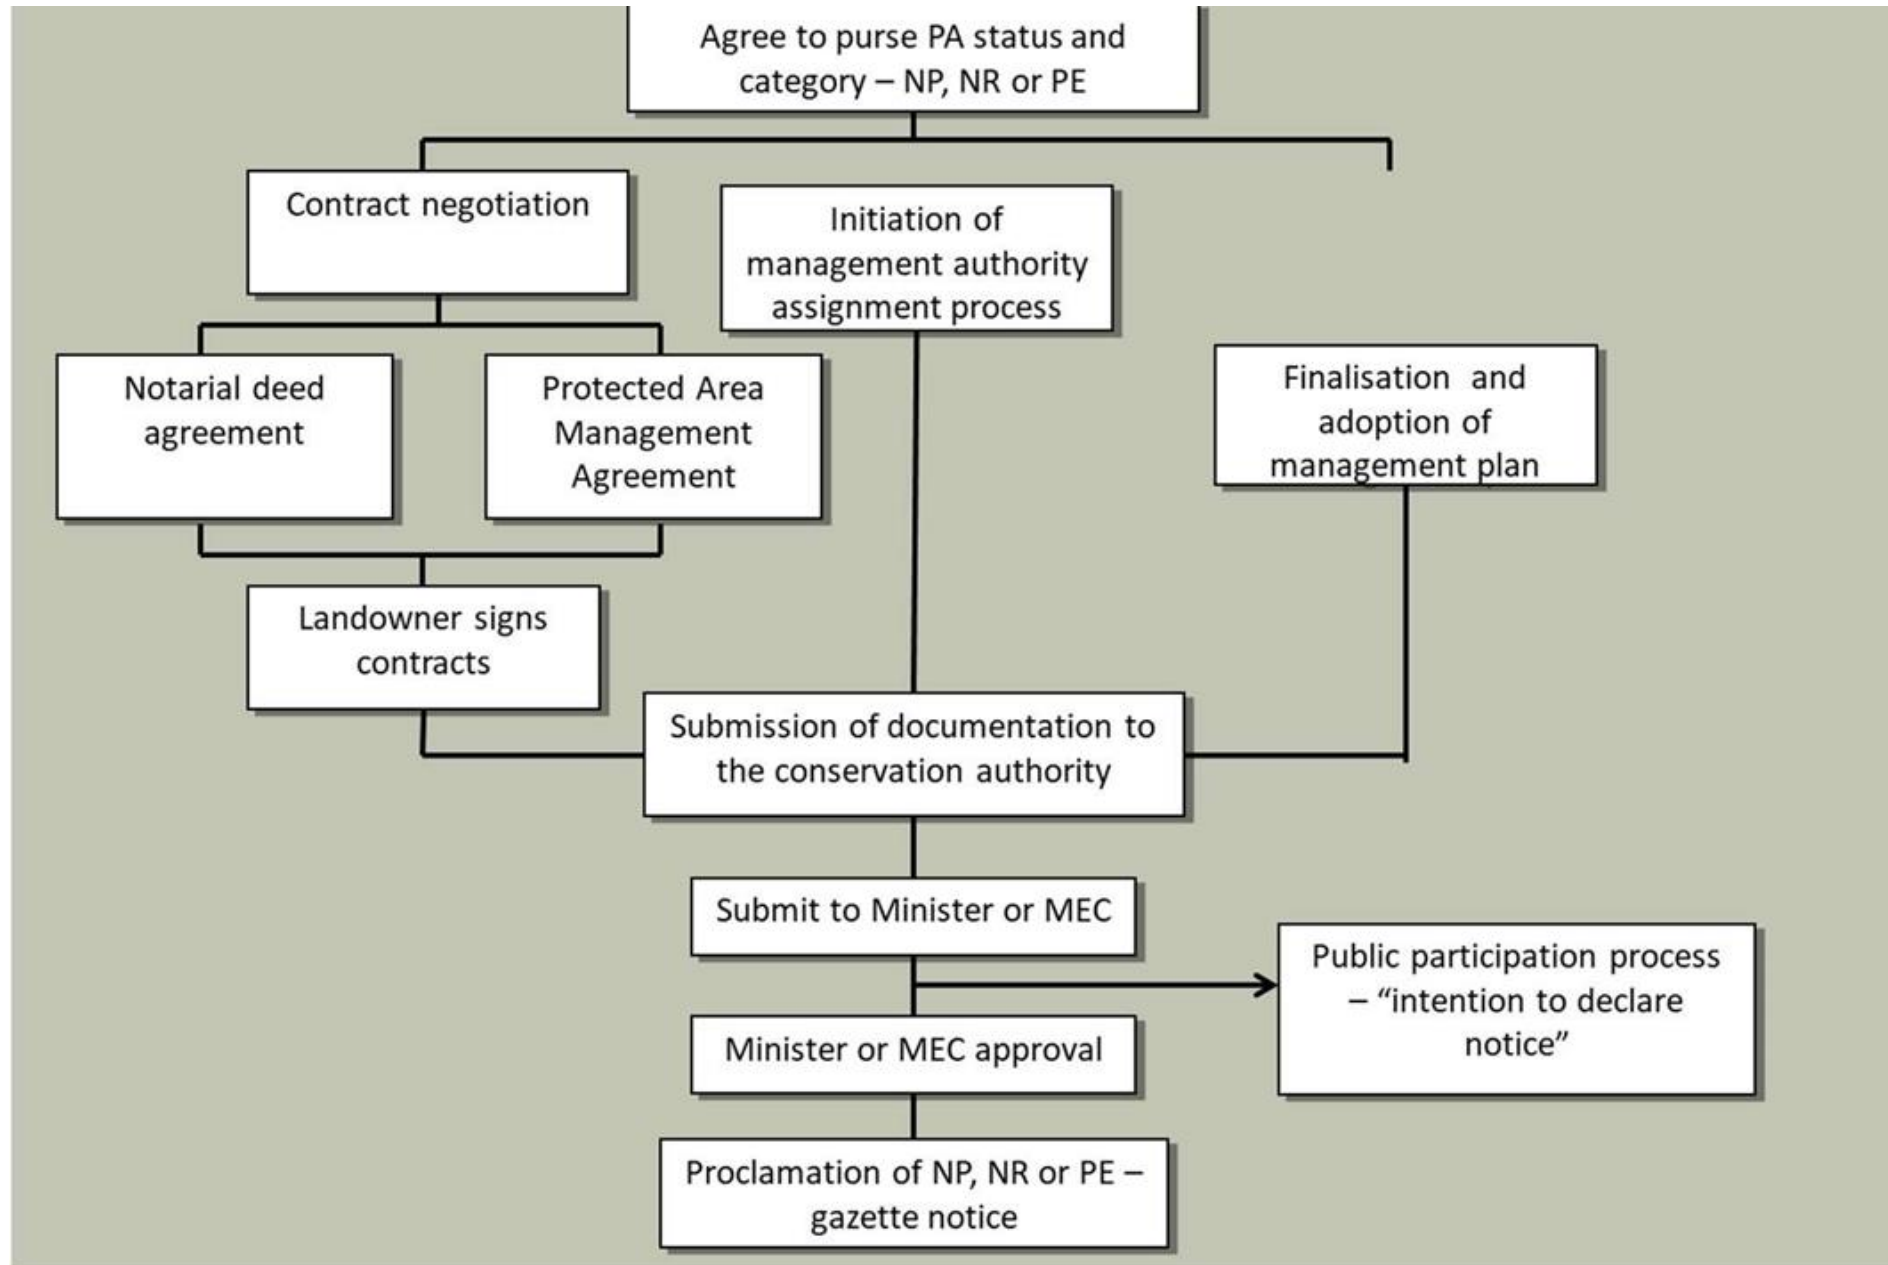 Agree to purse PA status and
category – NP, NR or PE
Contract negotiation
Initiation of
management authority
assignment process
Notarial deed
agreement
Protected Area
Management
Agreement
Finalisation and
adoption of
management plan
Landowner signs
contracts
Submission of documentation to
the conservation authority
Submit to Minister or MEC
Public participation process
– “intention to declare
notice”
Minister or MEC approval
Proclamation of NP, NR or PE –
gazette notice